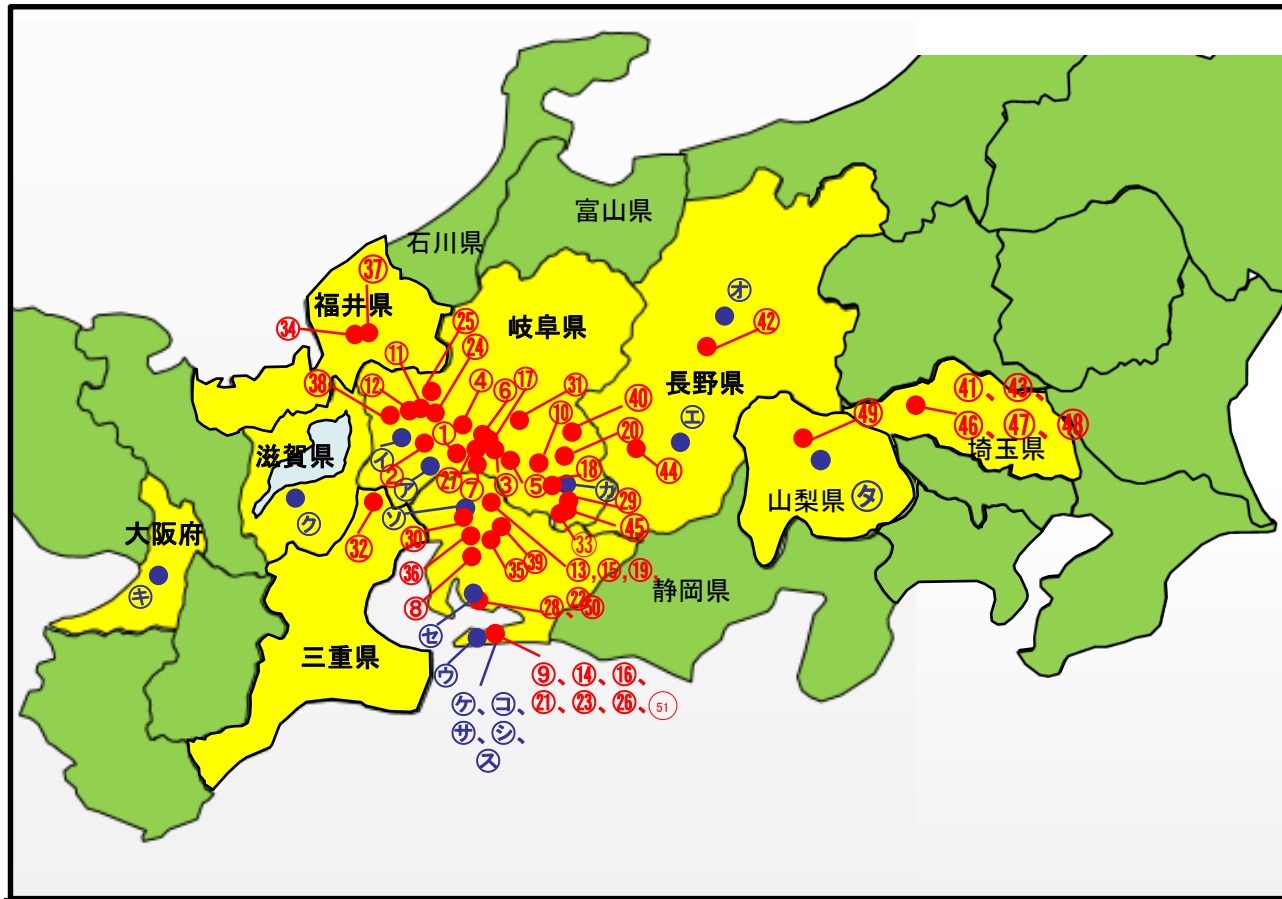 富山県
石川県
㊲
福井県
㉞
岐阜県
㉕
㉔
⑪
⑫
㊳
④
⑥
⑰
㉛
⑩
㊵
⑳
オ
㊷
長野県
エ
㊹
㊶、㊸、
㊻、㊼、㊽
埼玉県
㊾
山梨県
タ
滋賀県
ク
イ
②
①
ア
㉗
⑦
③
⑤
⑱
カ
㉙
㊺
㉝
ソ
㉚
㉜
㊱
⑧
㉟
㊴
⑬、⑮、⑲、
㉒
㉘、㊿
静岡県
大阪府
キ
三重県
セ
ウ
⑨、⑭、⑯、
㉑、㉓、㉖、51
ケ、コ、
サ、シ、
ス